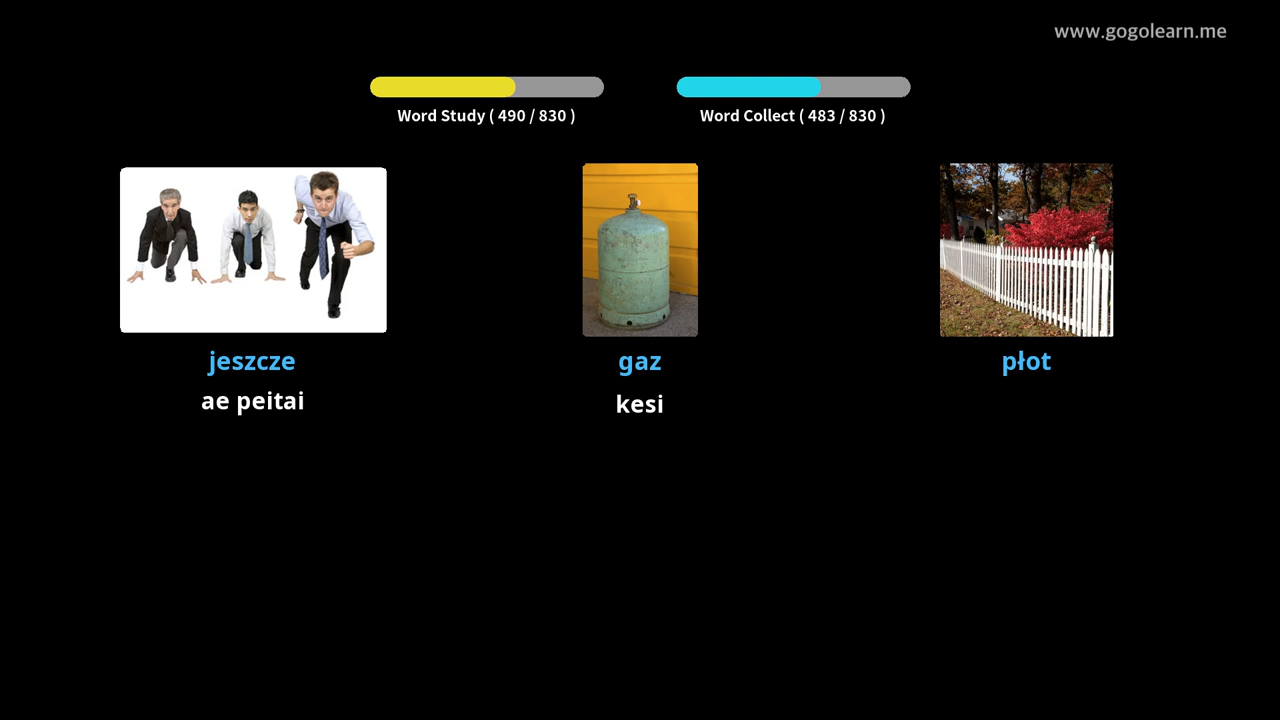 www.gogolearn.me
Word Study ( 490 / 830 )
Word Collect ( 483 / 830 )
jeszcze
gaz
płot
ae peitai
kesi